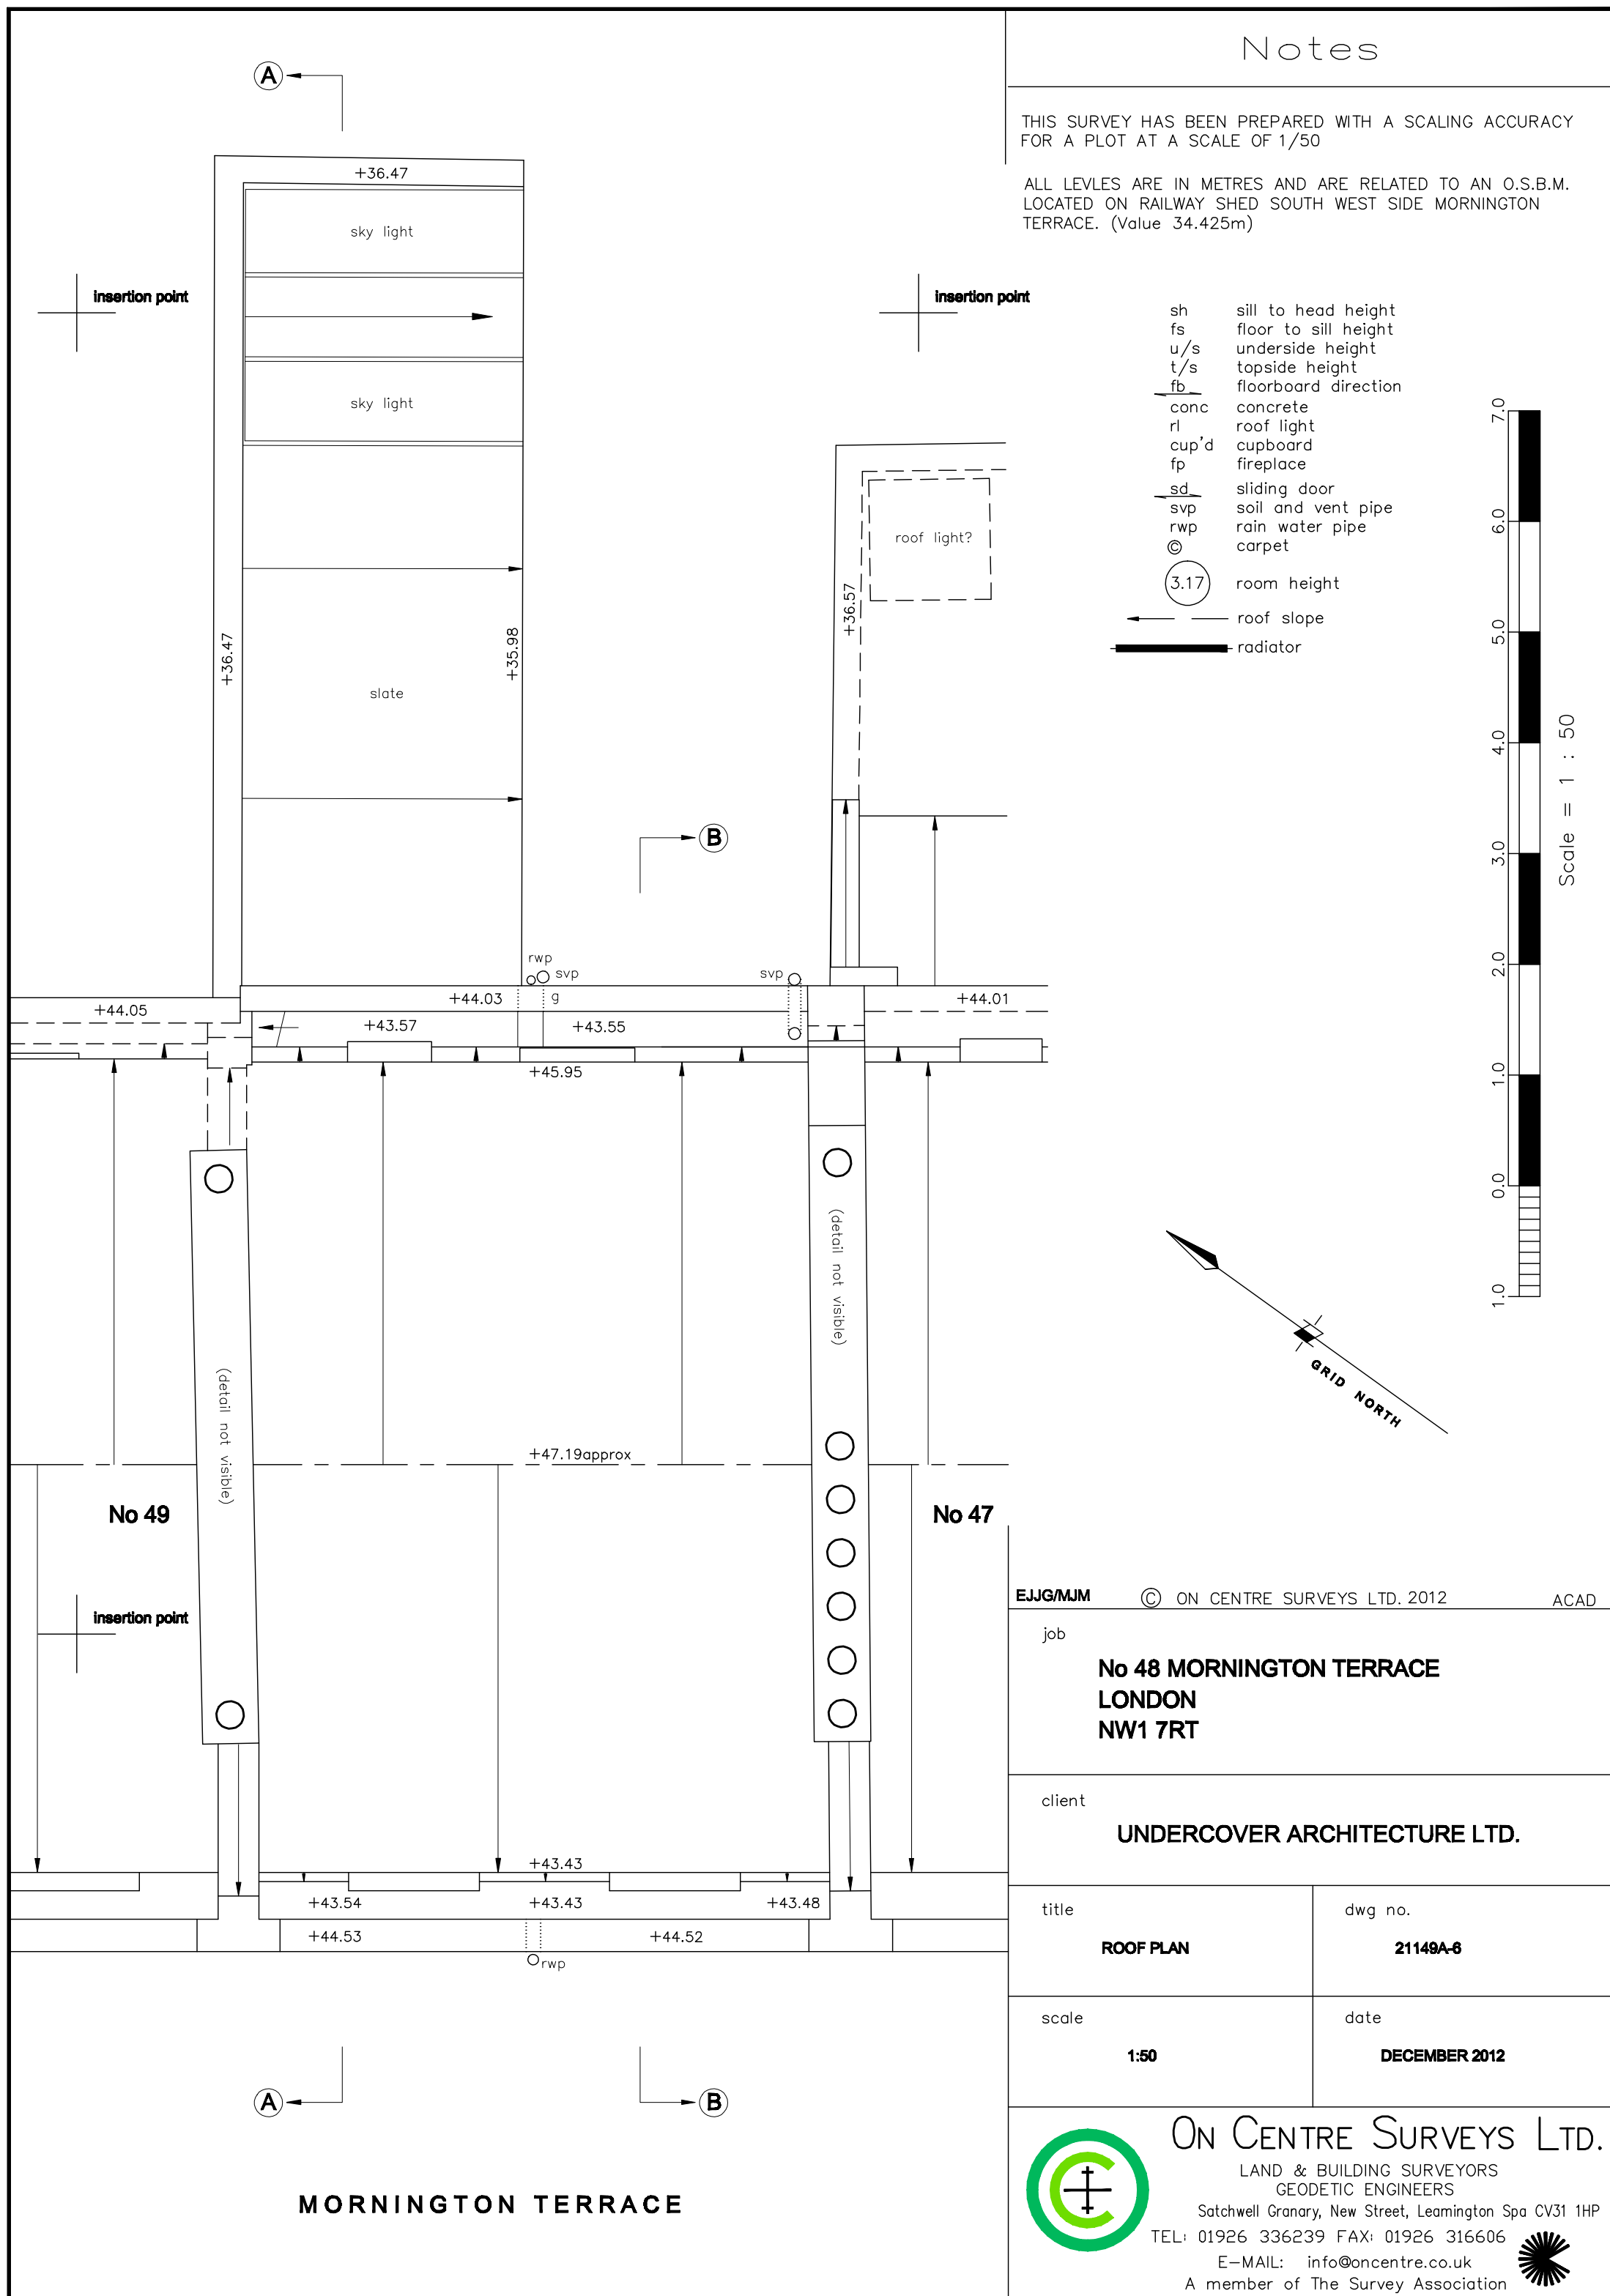 A
+36.47
sky light
insertion point
insertion point
sky light
roof light?
+36.57
+36.47
+35.98
slate
B
rwp
svp
svp
+44.05
+44.03
g
+44.01
+43.57
+43.55
+45.95
(detail not visible)
(detail not visible)
+47.19approx
No 49
No 47
insertion point
+43.43
+43.54
+43.43
+43.48
+44.53
+44.52
rwp
A
B
MORNINGTON TERRACE
Notes
THIS SURVEY HAS BEEN PREPARED WITH A SCALING ACCURACY
FOR A PLOT AT A SCALE OF 1/50
ALL LEVLES ARE IN METRES AND ARE RELATED TO AN O.S.B.M.
LOCATED ON RAILWAY SHED SOUTH WEST SIDE MORNINGTON
TERRACE. (Value 34.425m)
sh sill to head height
fs floor to sill height
u/s underside height
t/s topside height
fb floorboard direction
conc concrete
rl roof light
cup'd cupboard
fp fireplace
sd sliding door
svp soil and vent pipe
rwp rain water pipe
© carpet
3.17 room height
roof slope
radiator
7.0
6.0
5.0
4.0
3.0
2.0
1.0
0.0
1.0
Scale = 1 : 50
GRID NORTH
EJJG/MJM © ON CENTRE SURVEYS LTD. 2012 ACAD
job
No 48 MORNINGTON TERRACE
LONDON
NW1 7RT
client
UNDERCOVER ARCHITECTURE LTD.
title
ROOF PLAN
dwg no.
21149A-6
scale
1:50
date
DECEMBER 2012
ON CENTRE SURVEYS LTD.
LAND & BUILDING SURVEYORS
GEODETIC ENGINEERS
Satchwell Granary, New Street, Leamington Spa CV31 1HP
TEL: 01926 336239 FAX: 01926 316606
E-MAIL: info@oncentre.co.uk
A member of The Survey Association